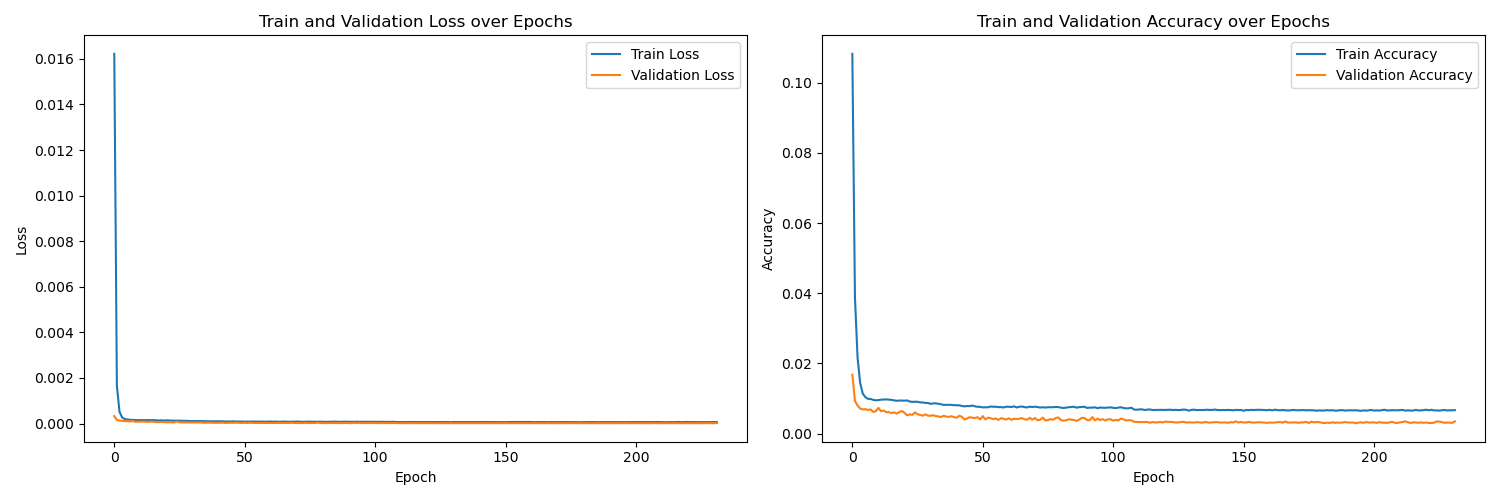 Train and Validation Loss over Epochs
Train Loss
Validation Loss
0.016
0.014
0.012
0.010
0.008
0.006
0.004
0.002
0.000
Loss
0
50
100
150
200
Epoch
Train and Validation Accuracy over Epochs
Train Accuracy
Validation Accuracy
0.10
0.08
0.06
0.04
0.02
0.00
Accuracy
0
50
100
150
200
Epoch